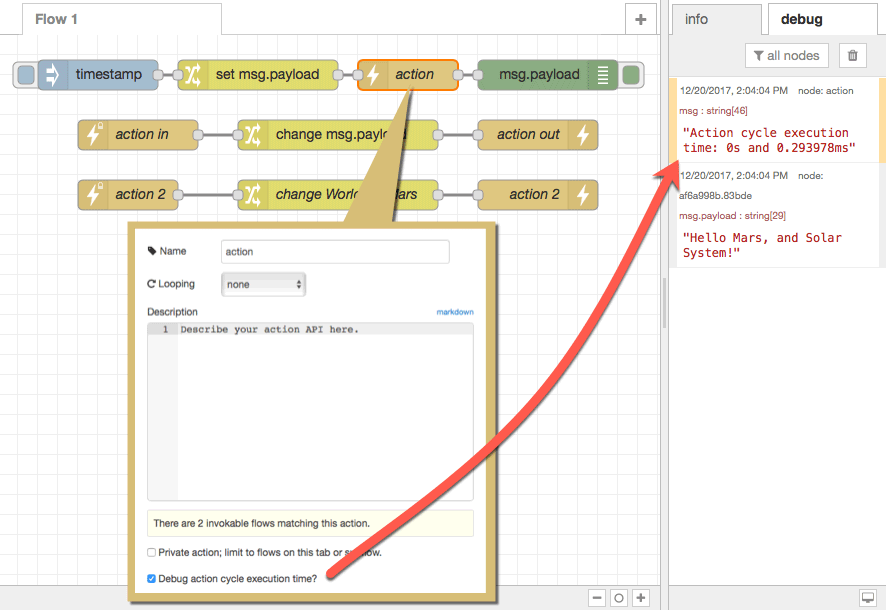 Flow 1
info
debug
all nodes
timestamp
set msg.payload
action
msg.payload
12/20/2017, 2:04:04 PM node: action
msg : string[46]
"Action cycle execution
time: 0s and 0.293978ms"
action in
change msg.paylo d
action out
12/20/2017, 2:04:04 PM node:
af6a998b.83bde
msg.payload : string[29]
"Hello Mars, and Solar
System!"
action 2
change Worl ars
action 2
Name
action
Looping
none
Description
markdown
1 Describe your action API here.
There are 2 invokable flows matching this action.
Private action; limit to flows on this tab or s ow.
Debug action cycle execution time?